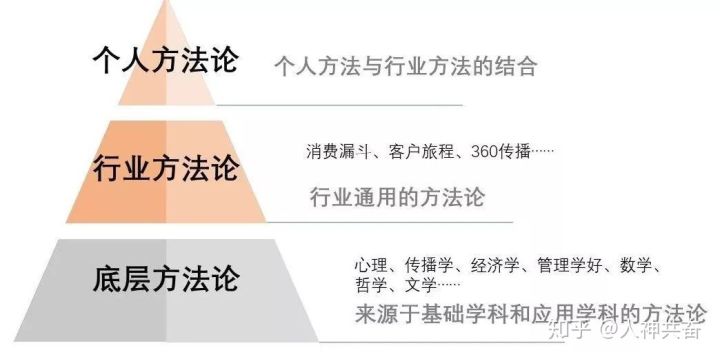 个人方法论
个人方法与行业方法的结合
行业方法论
消费漏斗、客户旅程、360传播……
行业通用的方法论
底层方法论
心理、传播学、经济学、管理学好、数学、
哲学、文学……
来源于基础学科和应用学科的方法论
知乎 @人神共奋